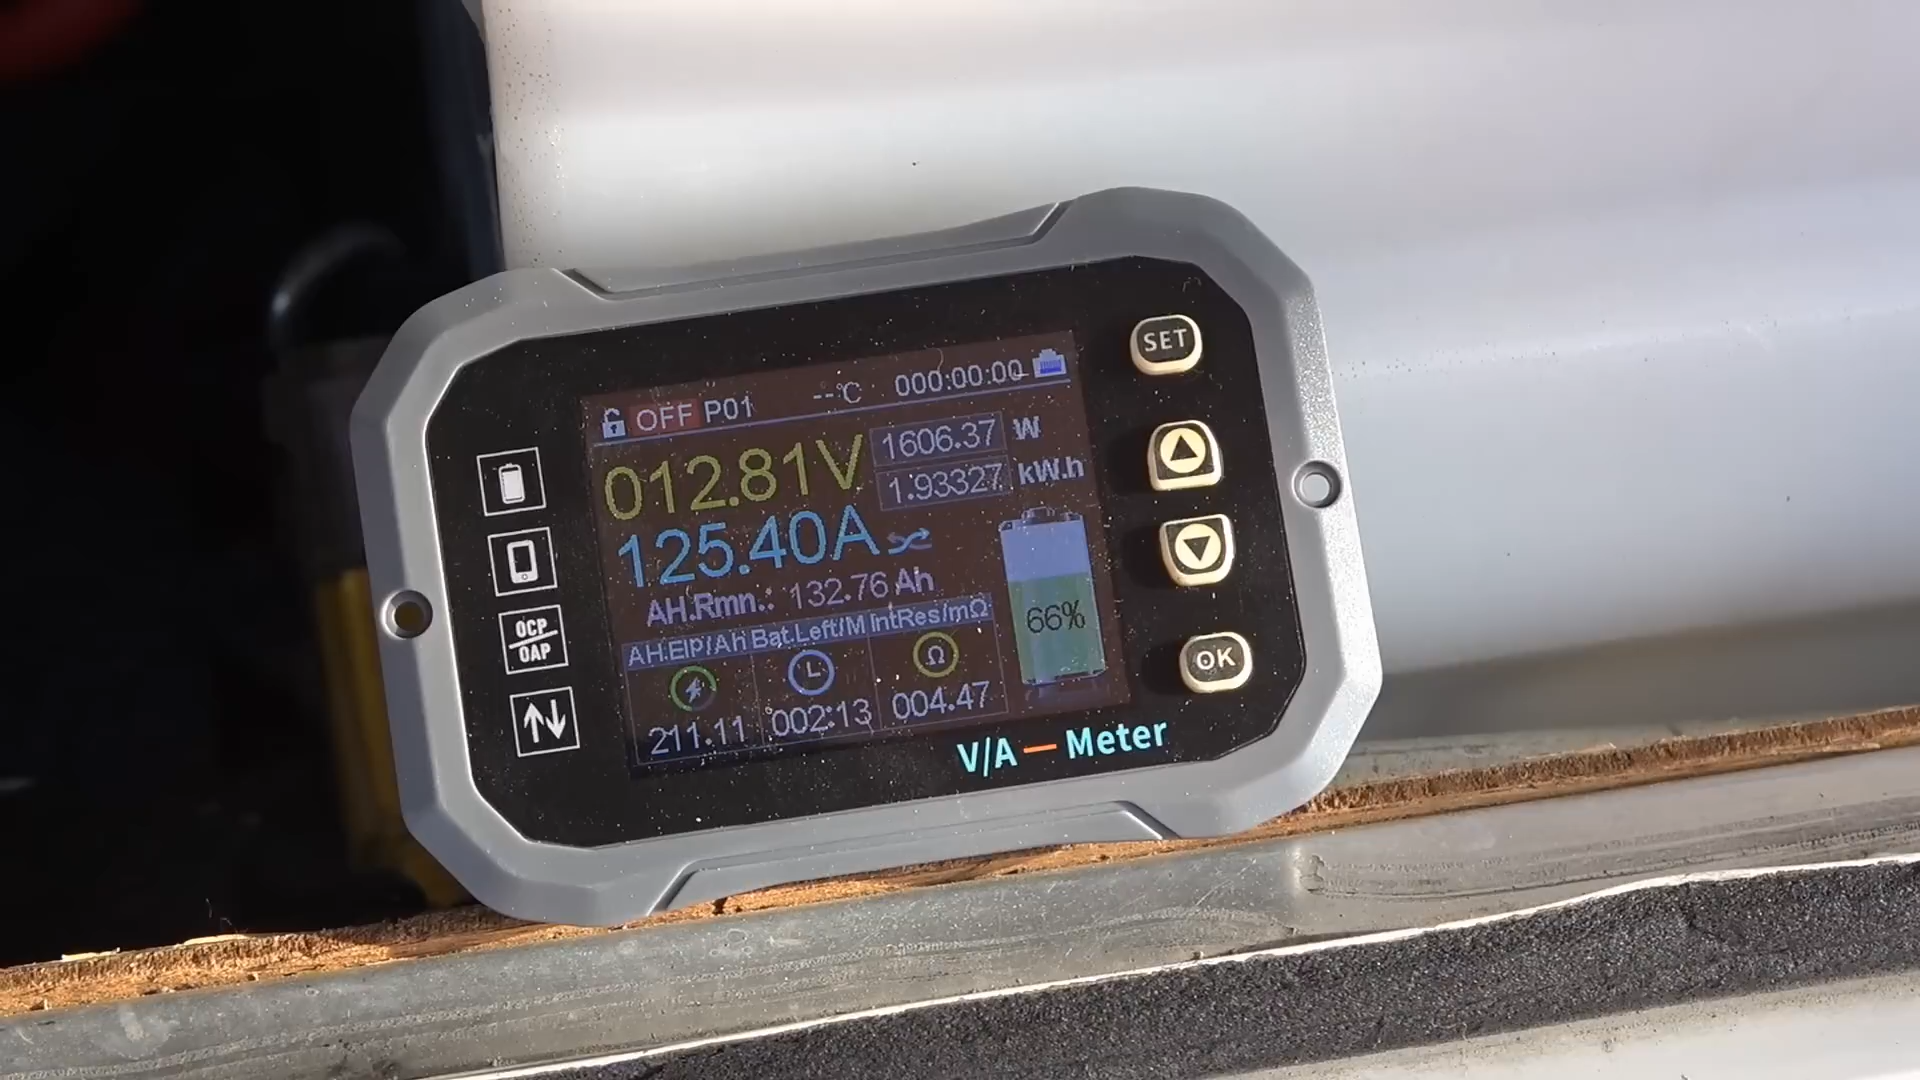 OFF P01 --°C 000:00:00
012.81V 1606.37 W
1.93327 kW.h
125.40A
AH.Rmn.: 132.76 Ah
AH.ElP/Ah Bat.Left/M IntRes/mΩ
Ω
211.11 002:13 004.47
66%
SET
OK
OCP
OAP
V/A — Meter